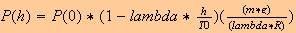 P(h) = P(0) * (1 − lambda * h/T0)((m*g)/(lambda*R))